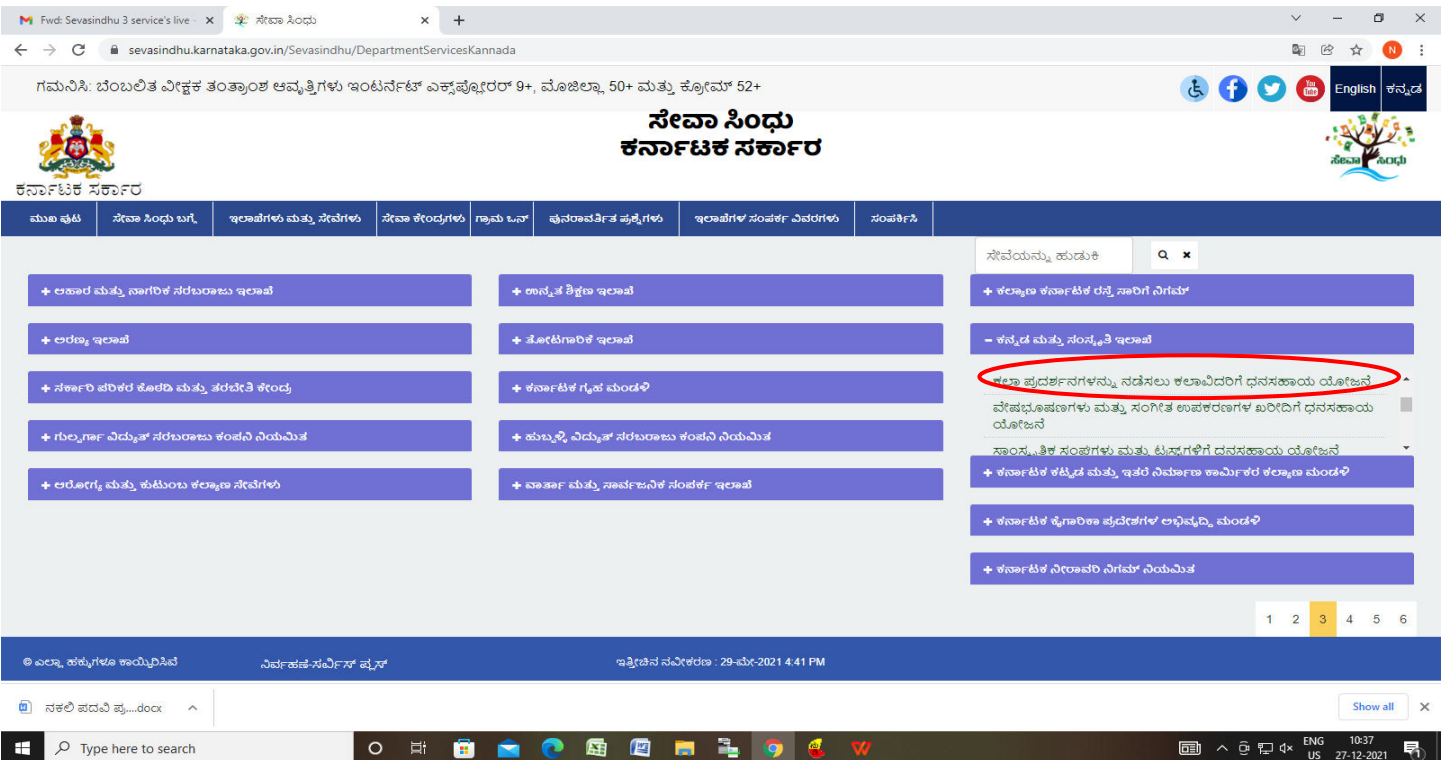 Fwd: Sevasindhu 3 service's live -
ಸೇವಾ ಸಿಂಧು
sevasindhu.karnataka.gov.in/Sevasindhu/DepartmentServicesKannada
N
ಗಮನಿಸಿ: ಬೆಂಬಲಿತ ವೀಕ್ಷಕ ತಂತ್ರಾಂಶ ಆವೃತ್ತಿಗಳು ಇಂಟರ್ನೆಟ್ ಎಕ್ಸ್‌ಪ್ಲೋರರ್ 9+, ಮೊಜಿಲ್ಲಾ 50+ ಮತ್ತು ಕ್ರೋಮ್ 52+
You Tube
English ಕನ್ನಡ
ಸೇವಾ ಸಿಂಧು
ಕರ್ನಾಟಕ ಸರ್ಕಾರ
ಕರ್ನಾಟಕ ಸರ್ಕಾರ
ಸೇವಾ ಸಿಂಧು
ಮುಖ ಪುಟ ಸೇವಾ ಸಿಂಧು ಬಗ್ಗೆ ಇಲಾಖೆಗಳು ಮತ್ತು ಸೇವೆಗಳು ಸೇವಾ ಕೇಂದ್ರಗಳು ಗ್ರಾಮ ಒನ್ ಪುನರಾವರ್ತಿತ ಪ್ರಶ್ನೆಗಳು ಇಲಾಖೆಗಳ ಸಂಪರ್ಕ ವಿವರಗಳು ಸಂಪರ್ಕಿಸಿ
ಸೇವೆಯನ್ನು ಹುಡುಕಿ
+ ಆಹಾರ ಮತ್ತು ನಾಗರಿಕ ಸರಬರಾಜು ಇಲಾಖೆ
+ ಅರಣ್ಯ ಇಲಾಖೆ
+ ಸರ್ಕಾರಿ ಪರಿಕರ ಕೊಠಡಿ ಮತ್ತು ತರಬೇತಿ ಕೇಂದ್ರ
+ ಗುಲ್ಬರ್ಗಾ ವಿದ್ಯುತ್ ಸರಬರಾಜು ಕಂಪನಿ ನಿಯಮಿತ
+ ಆರೋಗ್ಯ ಮತ್ತು ಕುಟುಂಬ ಕಲ್ಯಾಣ ಸೇವೆಗಳು
+ ಉನ್ನತ ಶಿಕ್ಷಣ ಇಲಾಖೆ
+ ತೋಟಗಾರಿಕೆ ಇಲಾಖೆ
+ ಕರ್ನಾಟಕ ಗೃಹ ಮಂಡಳಿ
+ ಹುಬ್ಬಳ್ಳಿ ವಿದ್ಯುತ್ ಸರಬರಾಜು ಕಂಪನಿ ನಿಯಮಿತ
+ ವಾರ್ತಾ ಮತ್ತು ಸಾರ್ವಜನಿಕ ಸಂಪರ್ಕ ಇಲಾಖೆ
+ ಕಲ್ಯಾಣ ಕರ್ನಾಟಕ ರಸ್ತೆ ಸಾರಿಗೆ ನಿಗಮ್
− ಕನ್ನಡ ಮತ್ತು ಸಂಸ್ಕೃತಿ ಇಲಾಖೆ
ಕಲಾ ಪ್ರದರ್ಶನಗಳನ್ನು ನಡೆಸಲು ಕಲಾವಿದರಿಗೆ ಧನಸಹಾಯ ಯೋಜನೆ
ವೇಷಭೂಷಣಗಳು ಮತ್ತು ಸಂಗೀತ ಉಪಕರಣಗಳ ಖರೀದಿಗೆ ಧನಸಹಾಯ
ಯೋಜನೆ
ಸಾಂಸ್ಕೃತಿಕ ಸಂಘಗಳು ಮತ್ತು ಟ್ರಸ್ಟ್‌ಗಳಿಗೆ ಧನಸಹಾಯ ಯೋಜನೆ
+ ಕರ್ನಾಟಕ ಕಟ್ಟಡ ಮತ್ತು ಇತರೆ ನಿರ್ಮಾಣ ಕಾರ್ಮಿಕರ ಕಲ್ಯಾಣ ಮಂಡಳಿ
+ ಕರ್ನಾಟಕ ಕೈಗಾರಿಕಾ ಪ್ರದೇಶಗಳ ಅಭಿವೃದ್ಧಿ ಮಂಡಳಿ
+ ಕರ್ನಾಟಕ ನೀರಾವರಿ ನಿಗಮ್ ನಿಯಮಿತ
1 2 3 4 5 6
© ಎಲ್ಲಾ ಹಕ್ಕುಗಳೂ ಕಾಯ್ದಿರಿಸಿವೆ ನಿರ್ವಹಣೆ-ಸರ್ವಿಸ್ ಪ್ಲಸ್ ಇತ್ತೀಚಿನ ನವೀಕರಣ : 29-ಮೇ-2021 4:41 PM
ನಕಲಿ ಪದವಿ ಪ್ರ....docx
Show all
Type here to search
ENG 10:37
US 27-12-2021
1